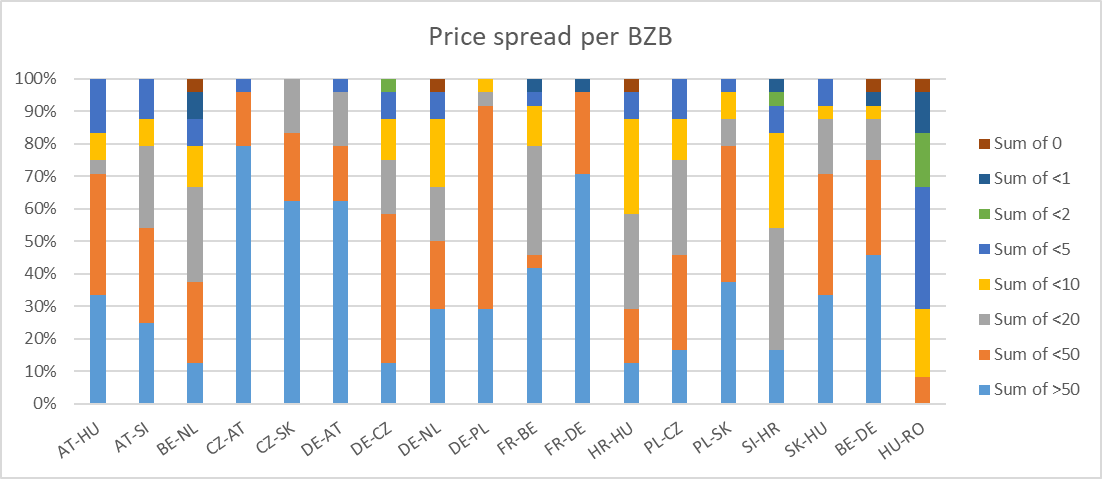 Price spread per BZB
100%
90%
80%
70%
60%
50%
40%
30%
20%
10%
0%
AT-HU
AT-SI
BE-NL
CZ-AT
CZ-SK
DE-AT
DE-CZ
DE-NL
DE-PL
FR-BE
FR-DE
HR-HU
PL-CZ
PL-SK
SI-HR
SK-HU
BE-DE
HU-RO
Sum of 0
Sum of <1
Sum of <2
Sum of <5
Sum of <10
Sum of <20
Sum of <50
Sum of >50